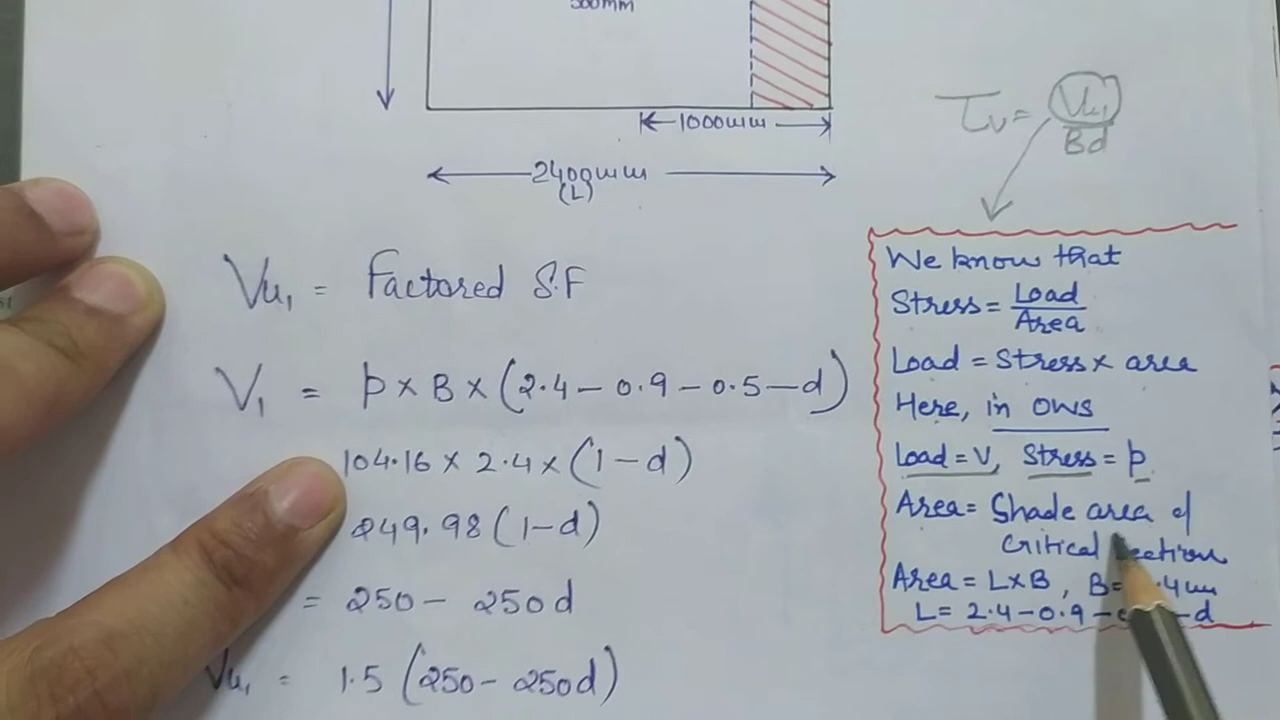 500mm
1000mm
2400mm
(L)
τv = Vu1
Bd
Vu1 = Factored S.F
V1 = p × B × (2.4 - 0.9 - 0.5 - d)
104.16 × 2.4 × (1 - d)
249.98 (1-d)
= 250 - 250d
Vu1 = 1.5 (250 - 250d)
We know that
Stress = Load
Area
Load = Stress × area
Here, in OWS
Load = V, Stress = p
Area = Shade area of
Critical section
Area = L×B, B= .4m
L = 2.4 - 0.9 - -d